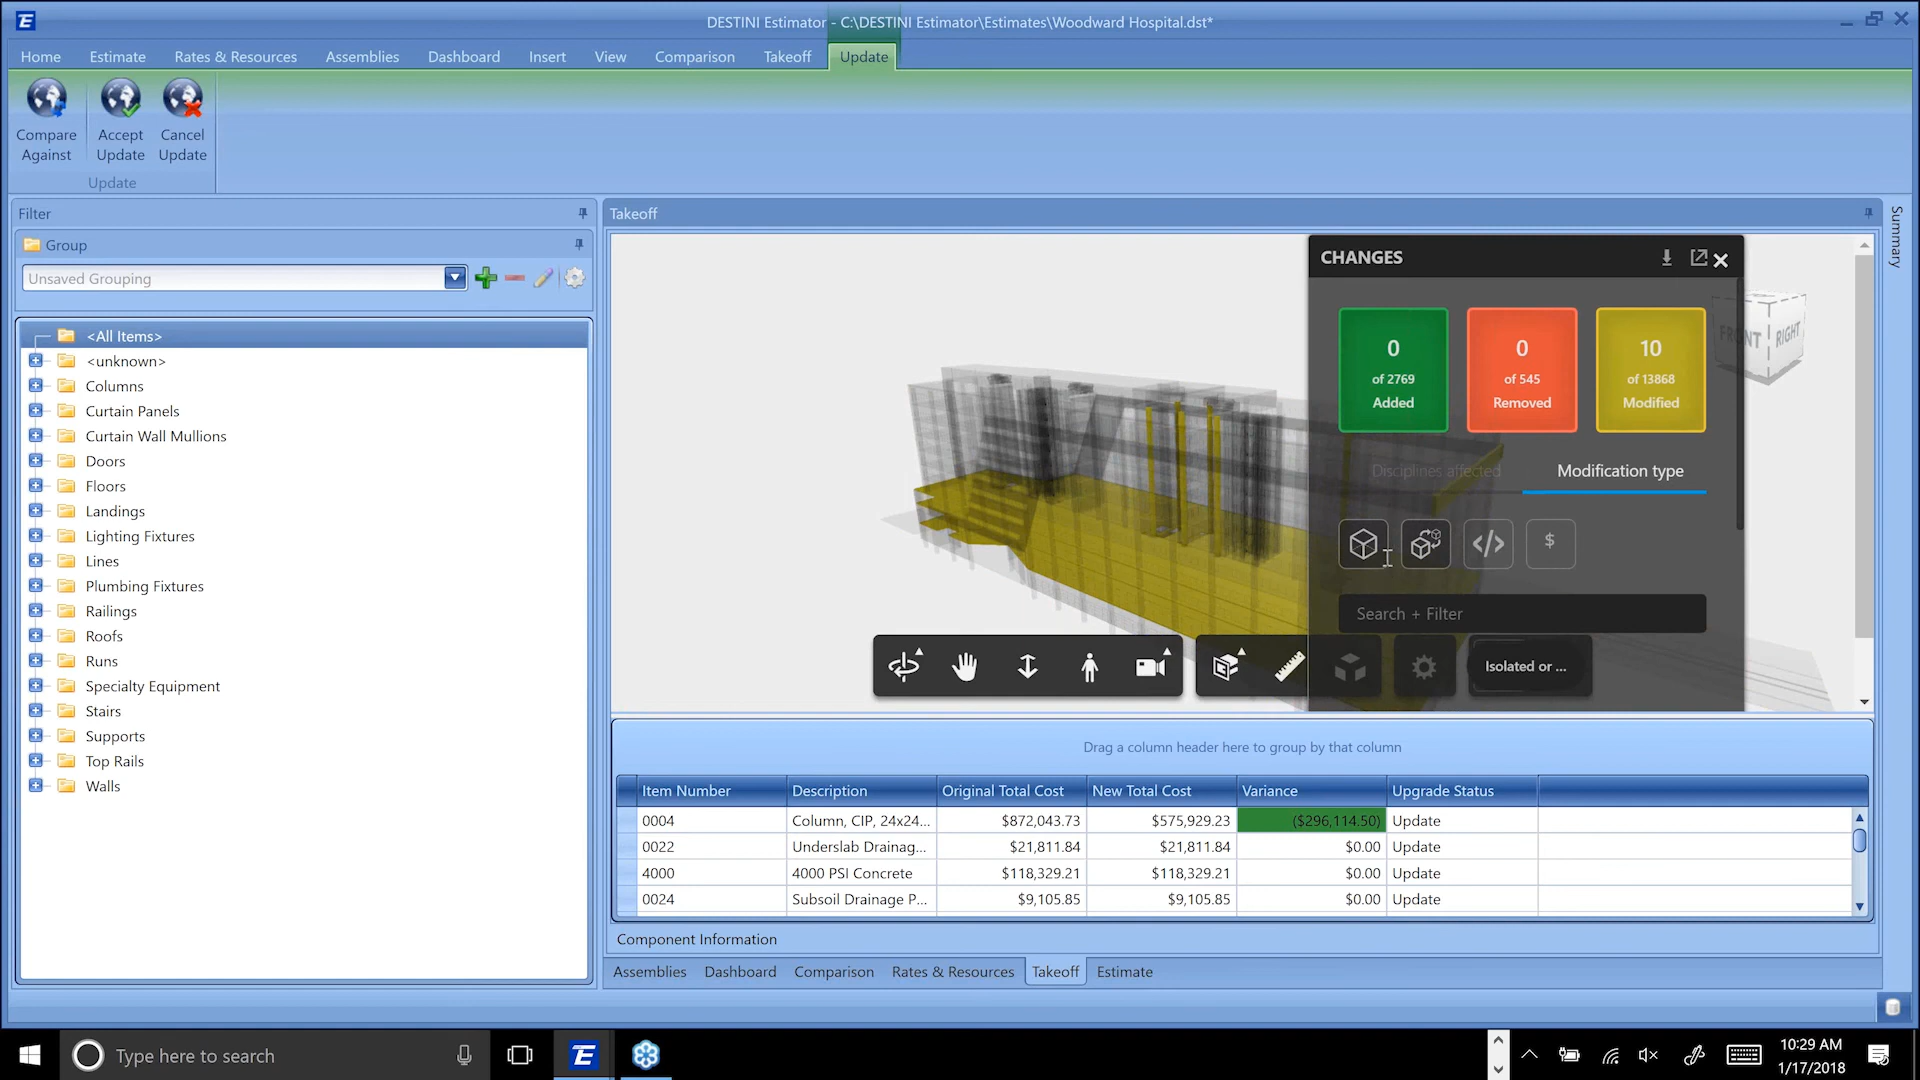 DESTINI Estimator - C:\DESTINI Estimator\Estimates\Woodward Hospital.dst*
Home Estimate Rates & Resources Assemblies Dashboard Insert View Comparison Takeoff Update
Compare Against
Accept Update
Cancel Update
Update
Filter
Group
Unsaved Grouping
<All Items>
<unknown>
Columns
Curtain Panels
Curtain Wall Mullions
Doors
Floors
Landings
Lighting Fixtures
Lines
Plumbing Fixtures
Railings
Roofs
Runs
Specialty Equipment
Stairs
Supports
Top Rails
Walls
Takeoff
Summary
CHANGES
0 of 2769 Added
0 of 545 Removed
10 of 13868 Modified
Disciplines affected Modification type
$
Search + Filter
FRONT RIGHT
Isolated or ...
Drag a column header here to group by that column
Item Number Description Original Total Cost New Total Cost Variance Upgrade Status
0004 Column, CIP, 24x24... $872,043.73 $575,929.23 ($296,114.50) Update
0022 Underslab Drainag... $21,811.84 $21,811.84 $0.00 Update
4000 4000 PSI Concrete $118,329.21 $118,329.21 $0.00 Update
0024 Subsoil Drainage P... $9,105.85 $9,105.85 $0.00 Update
Component Information
Assemblies Dashboard Comparison Rates & Resources Takeoff Estimate
Type here to search
10:29 AM
1/17/2018